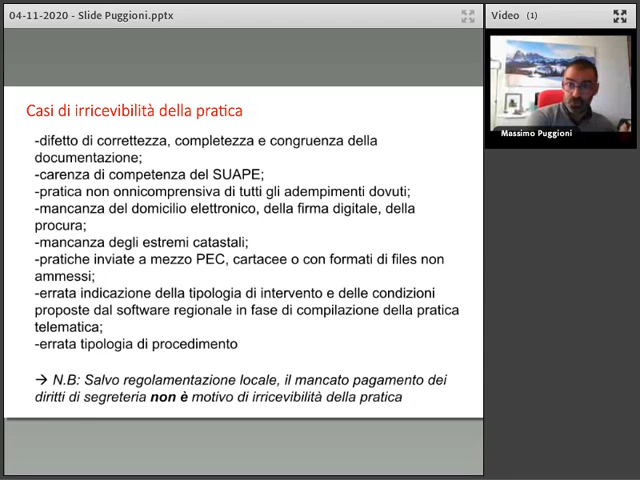 04-11-2020 - Slide Puggioni.pptx
Video (1)
Massimo Puggioni
Casi di irricevibilità della pratica
-difetto di correttezza, completezza e congruenza della
documentazione;
-carenza di competenza del SUAPE;
-pratica non onnicomprensiva di tutti gli adempimenti dovuti;
-mancanza del domicilio elettronico, della firma digitale, della
procura;
-mancanza degli estremi catastali;
-pratiche inviate a mezzo PEC, cartacee o con formati di files non
ammessi;
-errata indicazione della tipologia di intervento e delle condizioni
proposte dal software regionale in fase di compilazione della pratica
telematica;
-errata tipologia di procedimento
→ N.B: Salvo regolamentazione locale, il mancato pagamento dei
diritti di segreteria non è motivo di irricevibilità della pratica